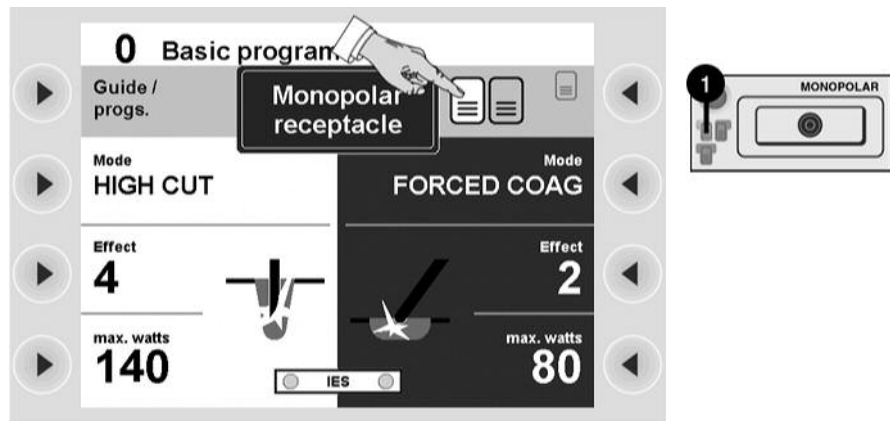 0 Basic program
Guide /
progs.
Monopolar
receptacle
Mode
HIGH CUT
Mode
FORCED COAG
Effect
4
Effect
2
max. watts
140
max. watts
80
IES
1
MONOPOLAR